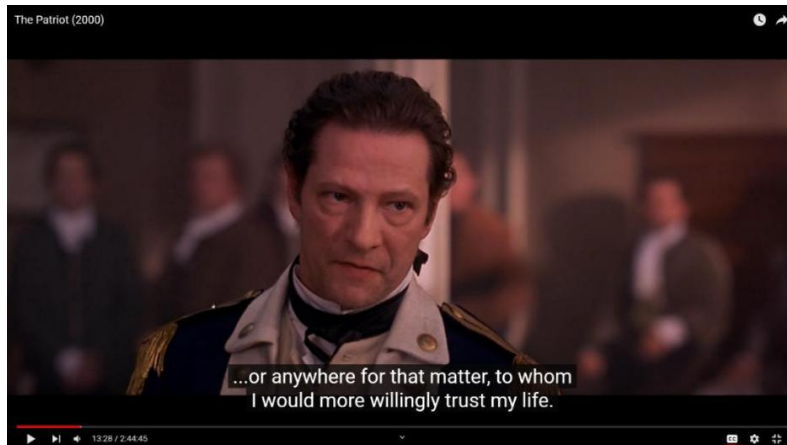 The Patriot (2000)
...or anywhere for that matter, to whom
I would more willingly trust my life.
13:28 / 2:44:45
CC